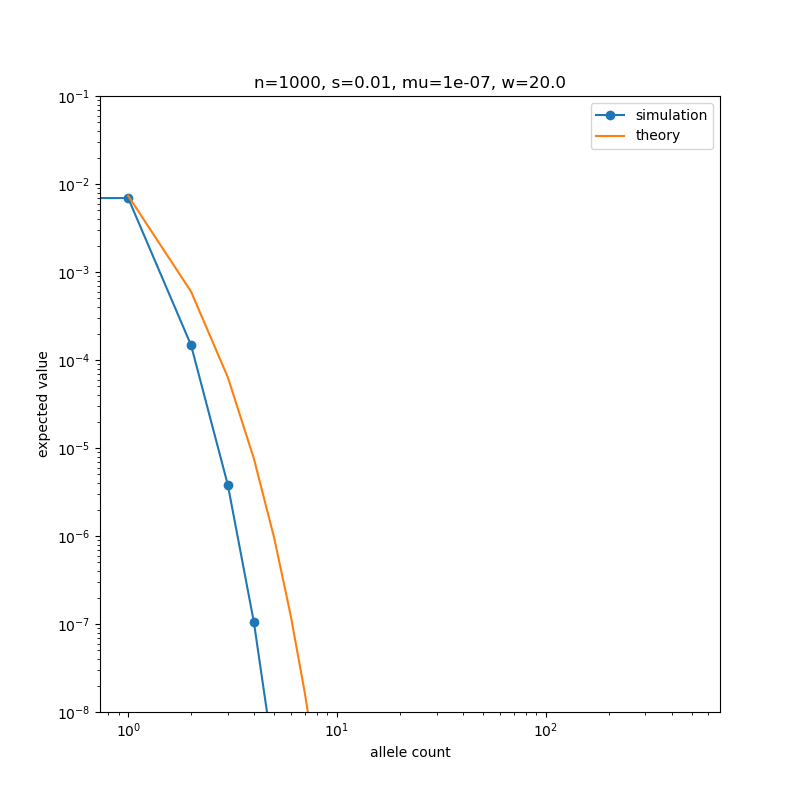 n=1000, s=0.01, mu=1e-07, w=20.0
simulation
theory
10⁻¹
10⁻²
10⁻³
10⁻⁴
10⁻⁵
10⁻⁶
10⁻⁷
10⁻⁸
expected value
10⁰ 10¹ 10²
allele count